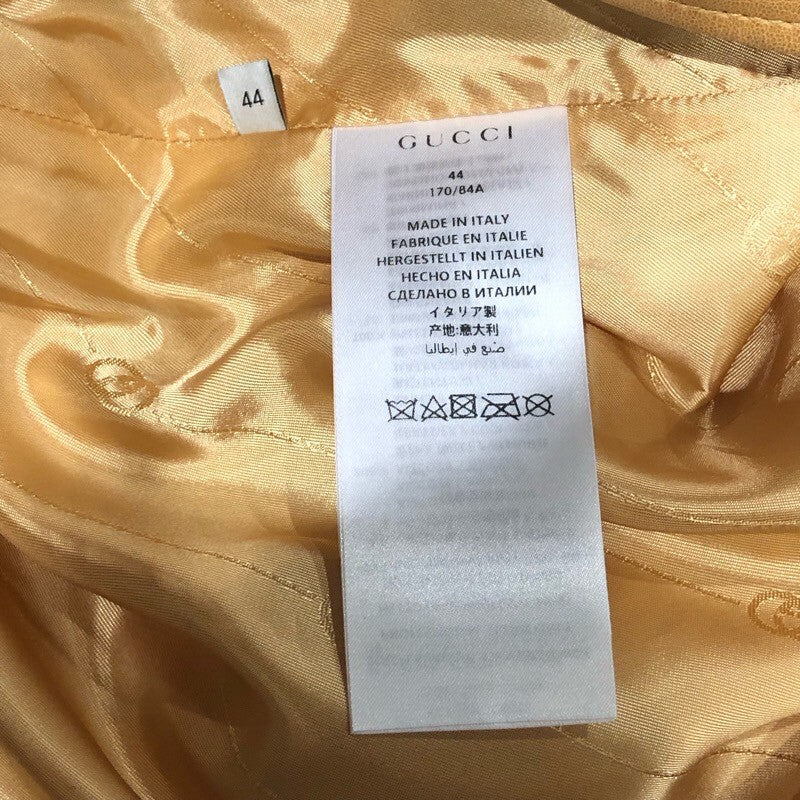 44
GUCCI
44
170/84A
MADE IN ITALY
FABRIQUE EN ITALIE
HERGESTELLT IN ITALIEN
HECHO EN ITALIA
СДЕЛАНО В ИТАЛИИ
イタリア製
产地:意大利
صنع في إيطاليا